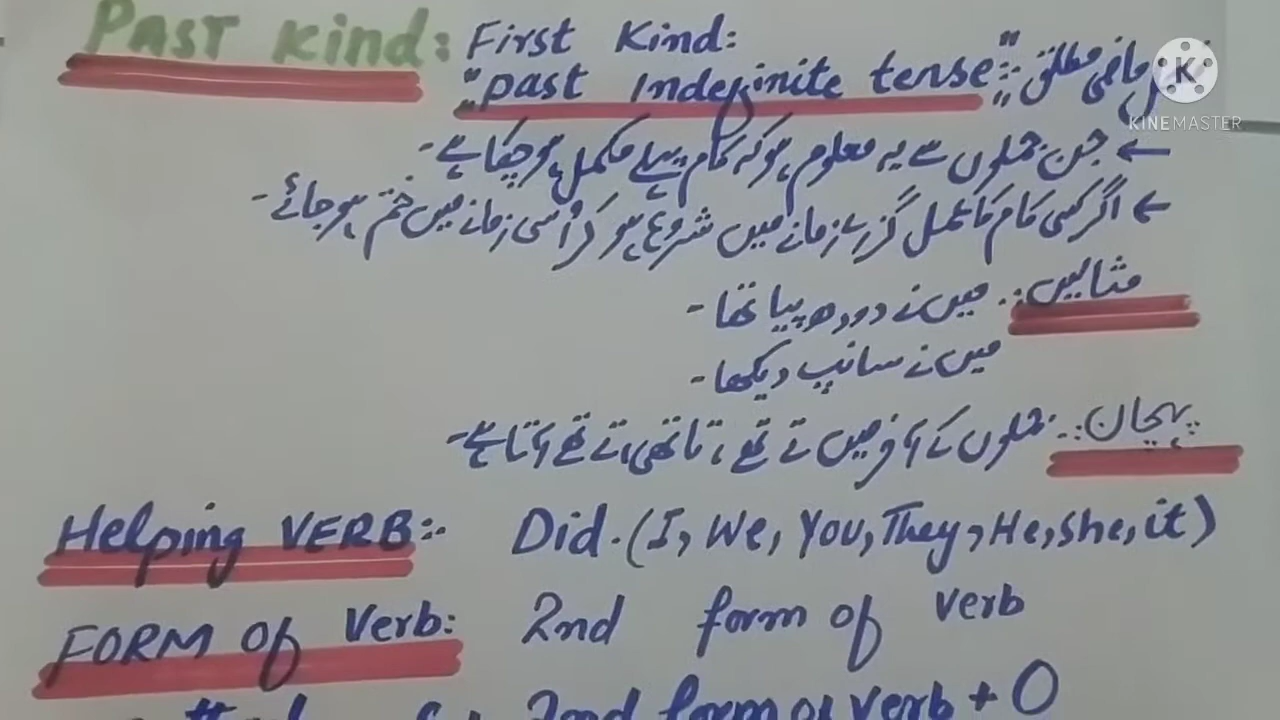 PAST Kind: First Kind:
"past Indefinite tense:" ماضی مطلق
← جن جملوں سے یہ معلوم ہو کہ کام پہلے مکمل ہو چکا ہے۔
← اگر کسی کام کا عمل گزرے زمانے میں شروع ہو کر اُسی زمانے میں ختم ہو جائے۔
مثالیں:۔ میں نے دودھ پیا تھا۔
میں نے سانپ دیکھا۔
پہچان:۔ جملوں کے آخر میں تے تھے، تا تھی، تے تھے آتا ہے۔
Helping VERB:- Did. (I, We, You, They, He, she, it)
FORM of Verb: 2nd form of verb
2nd form of verb + O
KINEMASTER